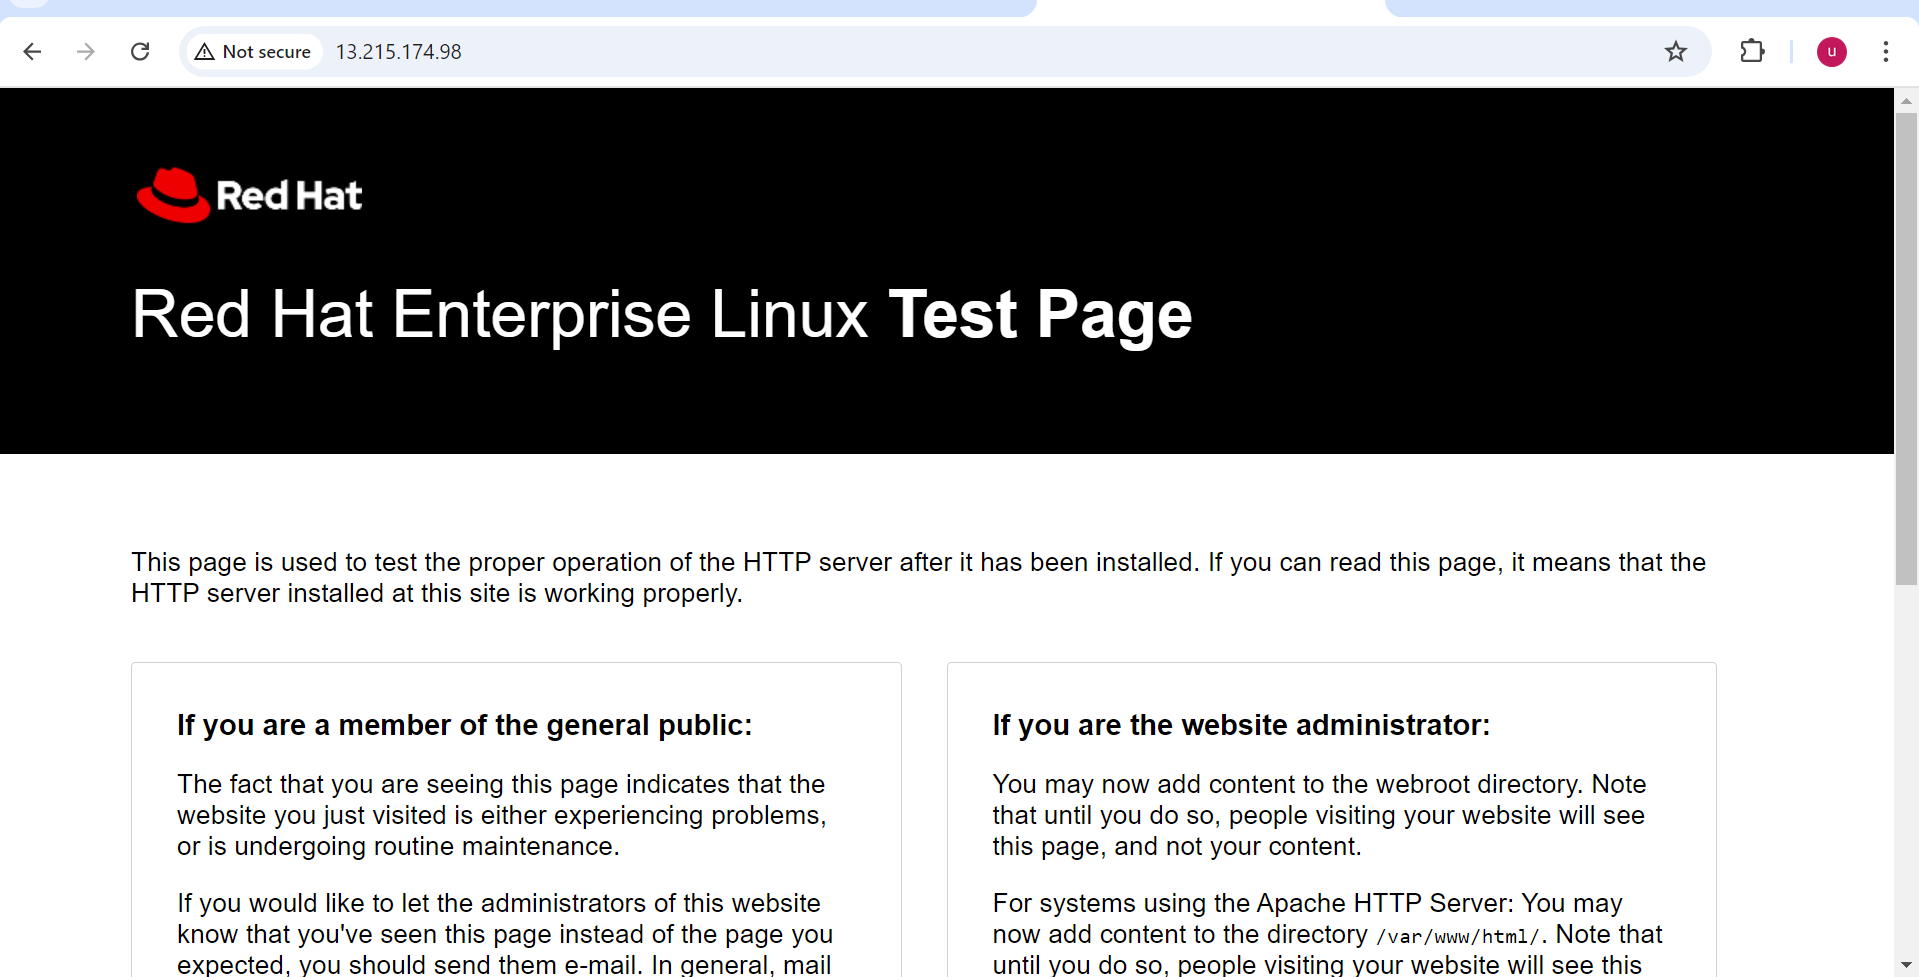 Not secure
13.215.174.98
u
Red Hat
Red Hat Enterprise Linux Test Page
This page is used to test the proper operation of the HTTP server after it has been installed. If you can read this page, it means that the
HTTP server installed at this site is working properly.
If you are a member of the general public:
The fact that you are seeing this page indicates that the
website you just visited is either experiencing problems,
or is undergoing routine maintenance.
If you would like to let the administrators of this website
know that you've seen this page instead of the page you
expected, you should send them e-mail. In general, mail
If you are the website administrator:
You may now add content to the webroot directory. Note
that until you do so, people visiting your website will see
this page, and not your content.
For systems using the Apache HTTP Server: You may
now add content to the directory /var/www/html/. Note that
until you do so, people visiting your website will see this